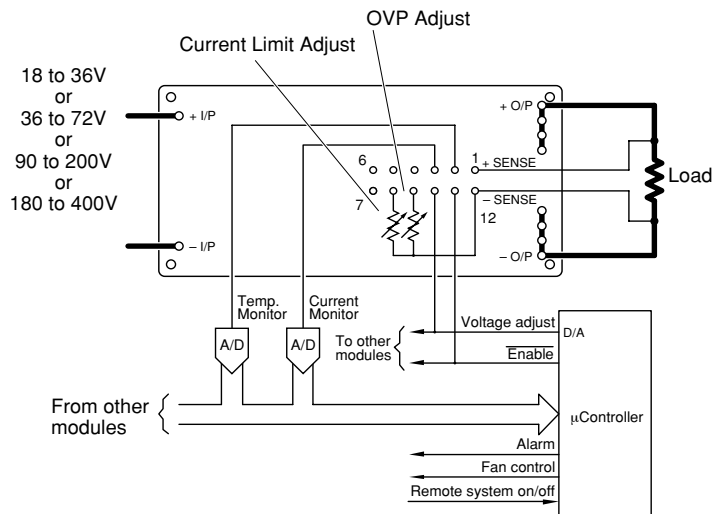 OVP Adjust
Current Limit Adjust
18 to 36V
or
36 to 72V
or
90 to 200V
or
180 to 400V
+ I/P
+ O/P
6
1
+ SENSE
Load
7
– SENSE
12
– I/P
– O/P
Temp.
Monitor
Current
Monitor
A/D
A/D
To other
modules
Voltage adjust
D/A
Enable
From other
modules
µController
Alarm
Fan control
Remote system on/off